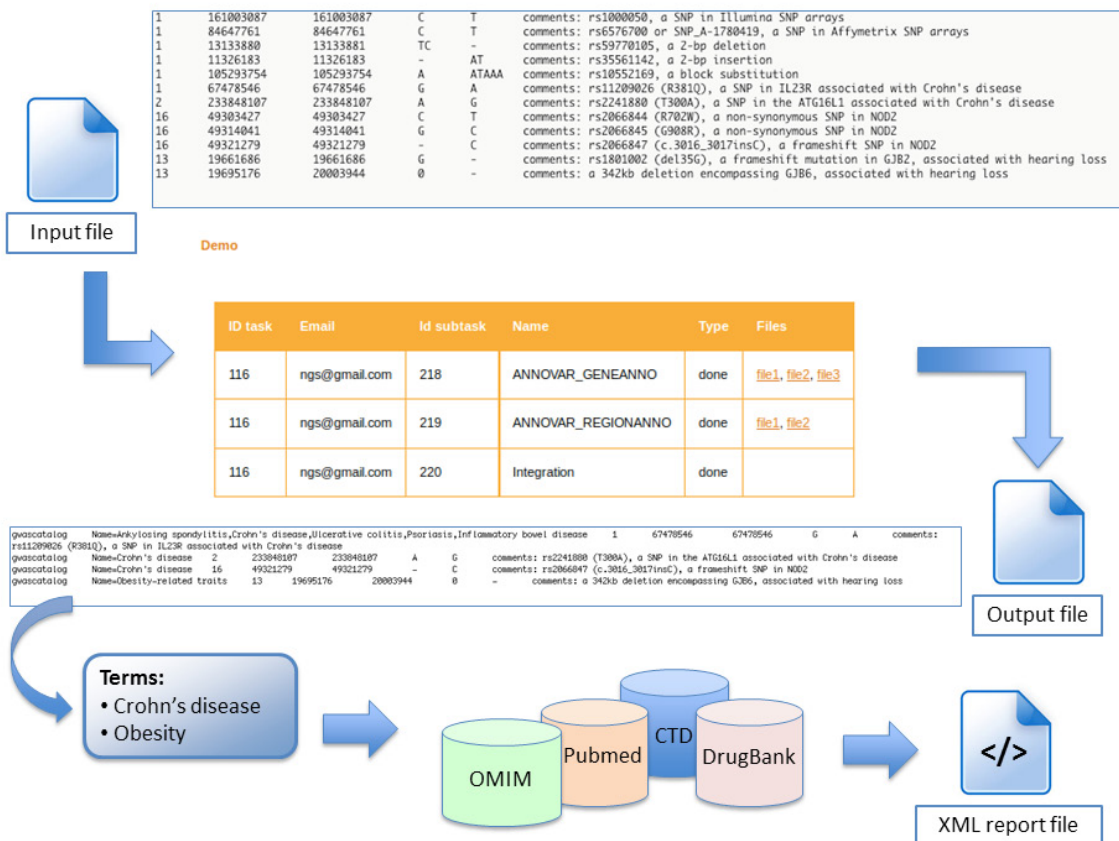 1 161003087 161003087 C T comments: rs1000050, a SNP in Illumina SNP arrays
1 84647761 84647761 C T comments: rs6576700 or SNP_A-1780419, a SNP in Affymetrix SNP arrays
1 13133880 13133881 TC - comments: rs59770105, a 2-bp deletion
1 11326183 11326183 - AT comments: rs35561142, a 2-bp insertion
1 105293754 105293754 A ATAAA comments: rs10552169, a block substitution
1 67478546 67478546 G A comments: rs11209026 (R381Q), a SNP in IL23R associated with Crohn's disease
2 233848107 233848107 A G comments: rs2241880 (T300A), a SNP in the ATG16L1 associated with Crohn's disease
16 49303427 49303427 C T comments: rs2066844 (R702W), a non-synonymous SNP in NOD2
16 49314041 49314041 G C comments: rs2066845 (G908R), a non-synonymous SNP in NOD2
16 49321279 49321279 - C comments: rs2066847 (c.3016_3017insC), a frameshift SNP in NOD2
13 19661686 19661686 G - comments: rs1801002 (del35G), a frameshift mutation in GJB2, associated with hearing loss
13 19695176 20003944 0 - comments: a 342kb deletion encompassing GJB6, associated with hearing loss
Input file
Demo
ID task Email Id subtask Name Type Files
116 ngs@gmail.com 218 ANNOVAR_GENEANNO done file1, file2, file3
116 ngs@gmail.com 219 ANNOVAR_REGIONANNO done file1, file2
116 ngs@gmail.com 220 Integration done
gwascatalog Name=Ankylosing spondylitis,Crohn's disease,Ulcerative colitis,Psoriasis,Inflammatory bowel disease 1 67478546 67478546 G A comments:
rs11209026 (R381Q), a SNP in IL23R associated with Crohn's disease
gwascatalog Name=Crohn's disease 2 233848107 233848107 A G comments: rs2241880 (T300A), a SNP in the ATG16L1 associated with Crohn's disease
gwascatalog Name=Crohn's disease 16 49321279 49321279 - C comments: rs2066847 (c.3016_3017insC), a frameshift SNP in NOD2
gwascatalog Name=Obesity-related traits 13 19695176 20003944 0 - comments: a 342kb deletion encompassing GJB6, associated with hearing loss
Output file
Terms:
• Crohn's disease
• Obesity
OMIM
Pubmed
CTD
DrugBank
</>
XML report file